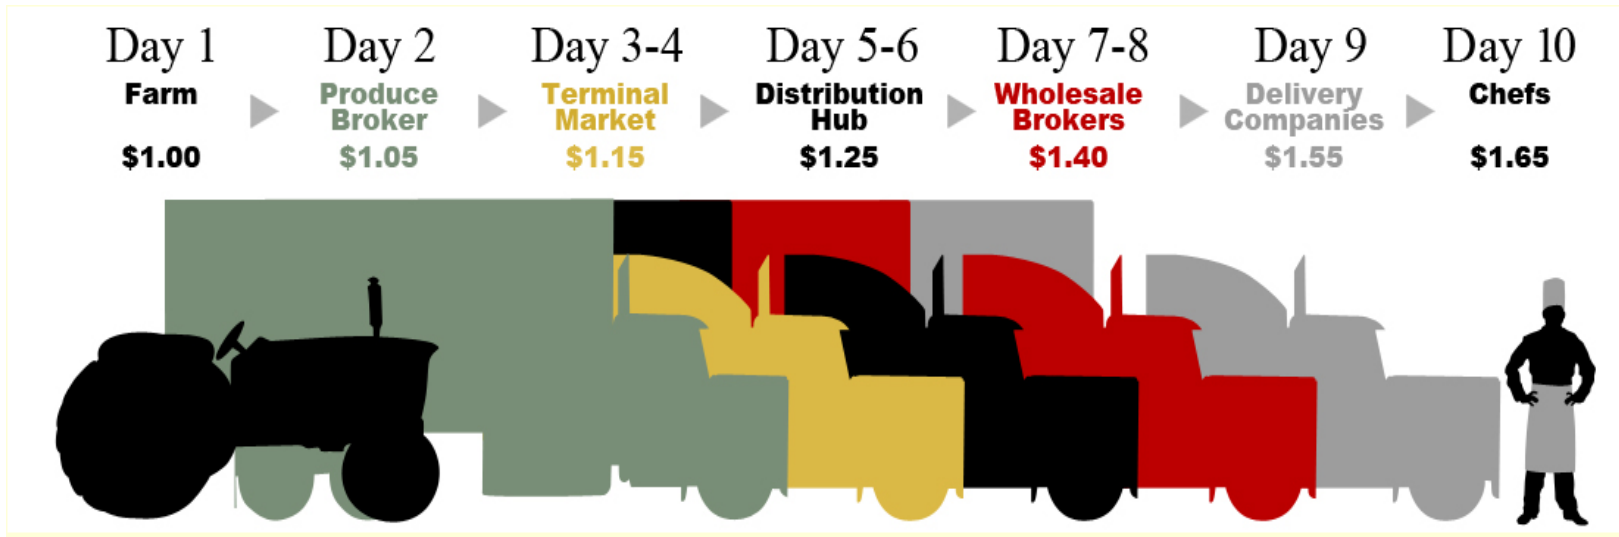 Day 1
Farm
$1.00
Day 2
Produce
Broker
$1.05
Day 3-4
Terminal
Market
$1.15
Day 5-6
Distribution
Hub
$1.25
Day 7-8
Wholesale
Brokers
$1.40
Day 9
Delivery
Companies
$1.55
Day 10
Chefs
$1.65